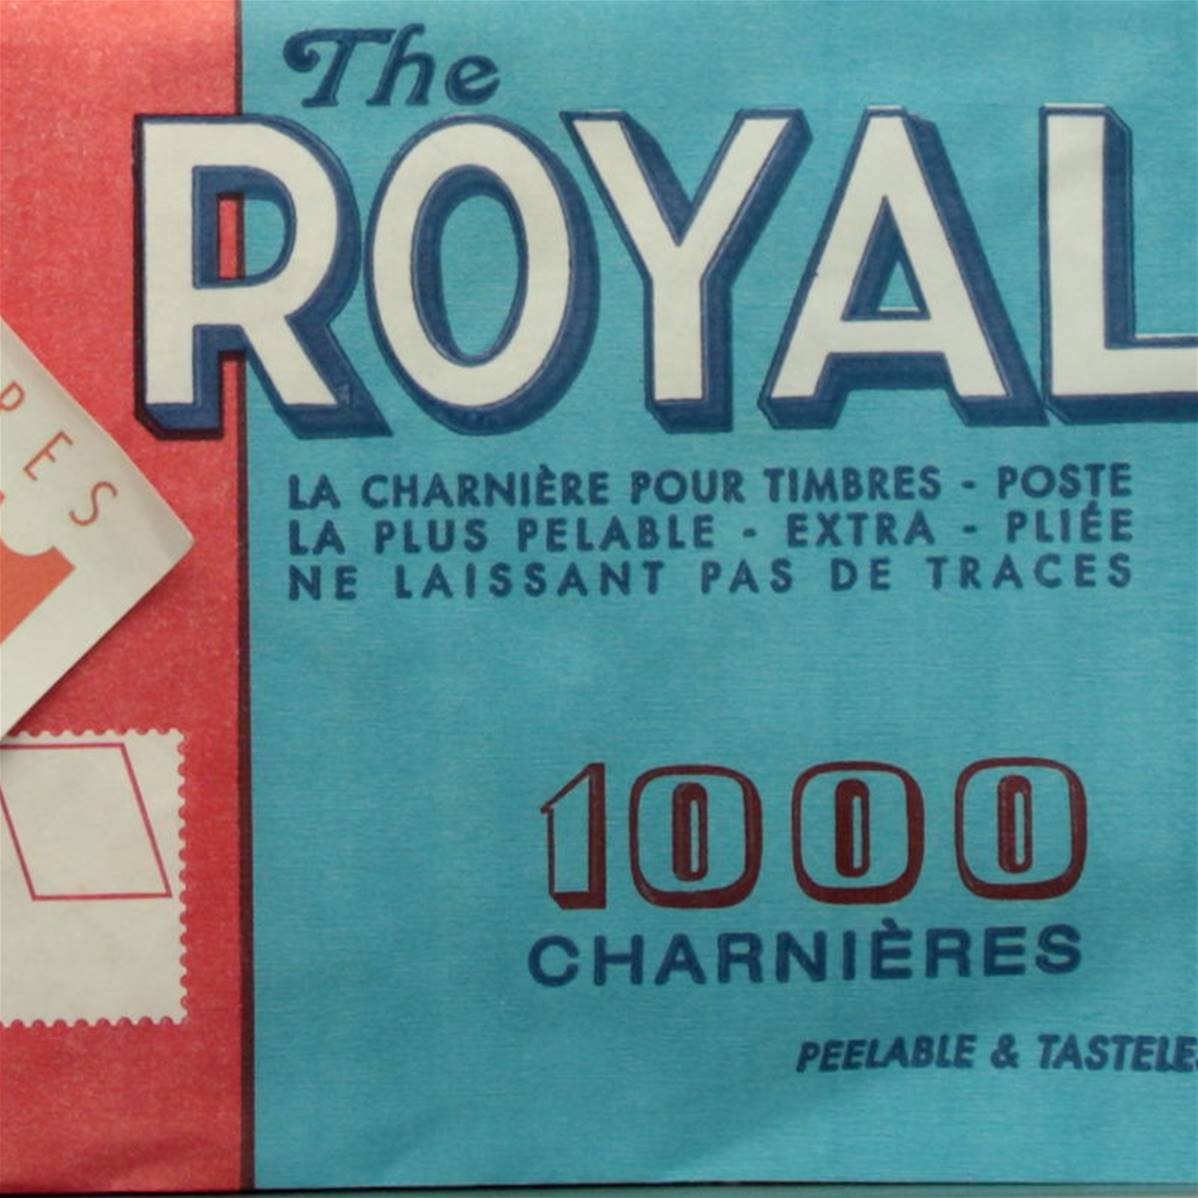 The
ROYAL
LA CHARNIÈRE POUR TIMBRES - POSTE
LA PLUS PELABLE - EXTRA - PLIÉE
NE LAISSANT PAS DE TRACES
1000
CHARNIÈRES
PEELABLE &